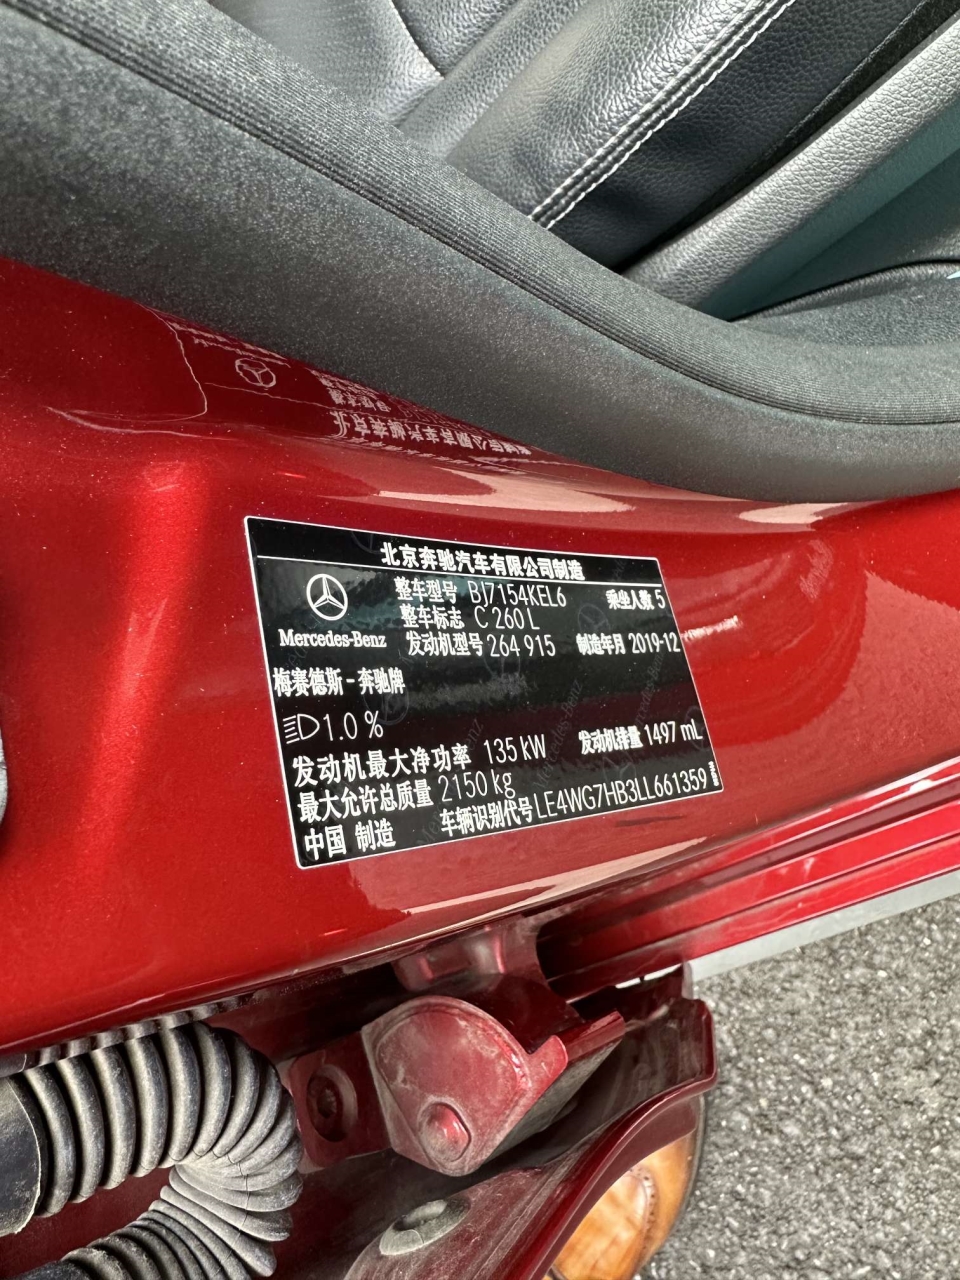 北京奔驰汽车有限公司制造
整车型号 BJ7154KEL6 乘坐人数 5
整车标志 C 260 L
Mercedes-Benz 发动机型号 264 915 制造年月 2019-12
梅赛德斯-奔驰牌
1.0 %
发动机最大净功率 135 kW 发动机排量 1497 mL
最大允许总质量 2150 kg
中国 制造 车辆识别代号 LE4WG7HB3LL661359